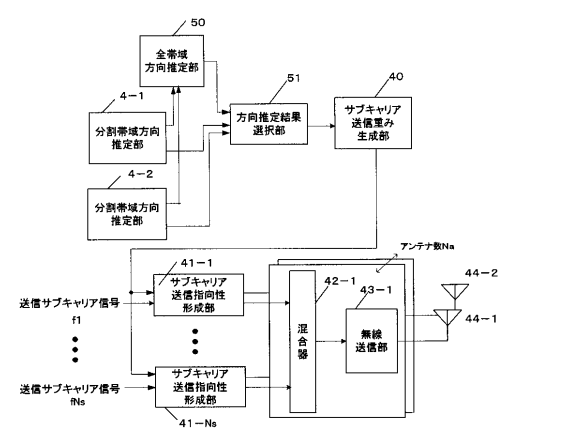 50
全帯域
方向推定部
4-1
分割帯域方向
推定部
4-2
分割帯域方向
推定部
51
方向推定結果
選択部
40
サブキャリア
送信重み
生成部
アンテナ数Na
41-1
サブキャリア
送信指向性
形成部
42-1
混合器
43-1
無線
送信部
44-2
44-1
送信サブキャリア信号
f1
送信サブキャリア信号
fNs
サブキャリア
送信指向性
形成部
41-Ns